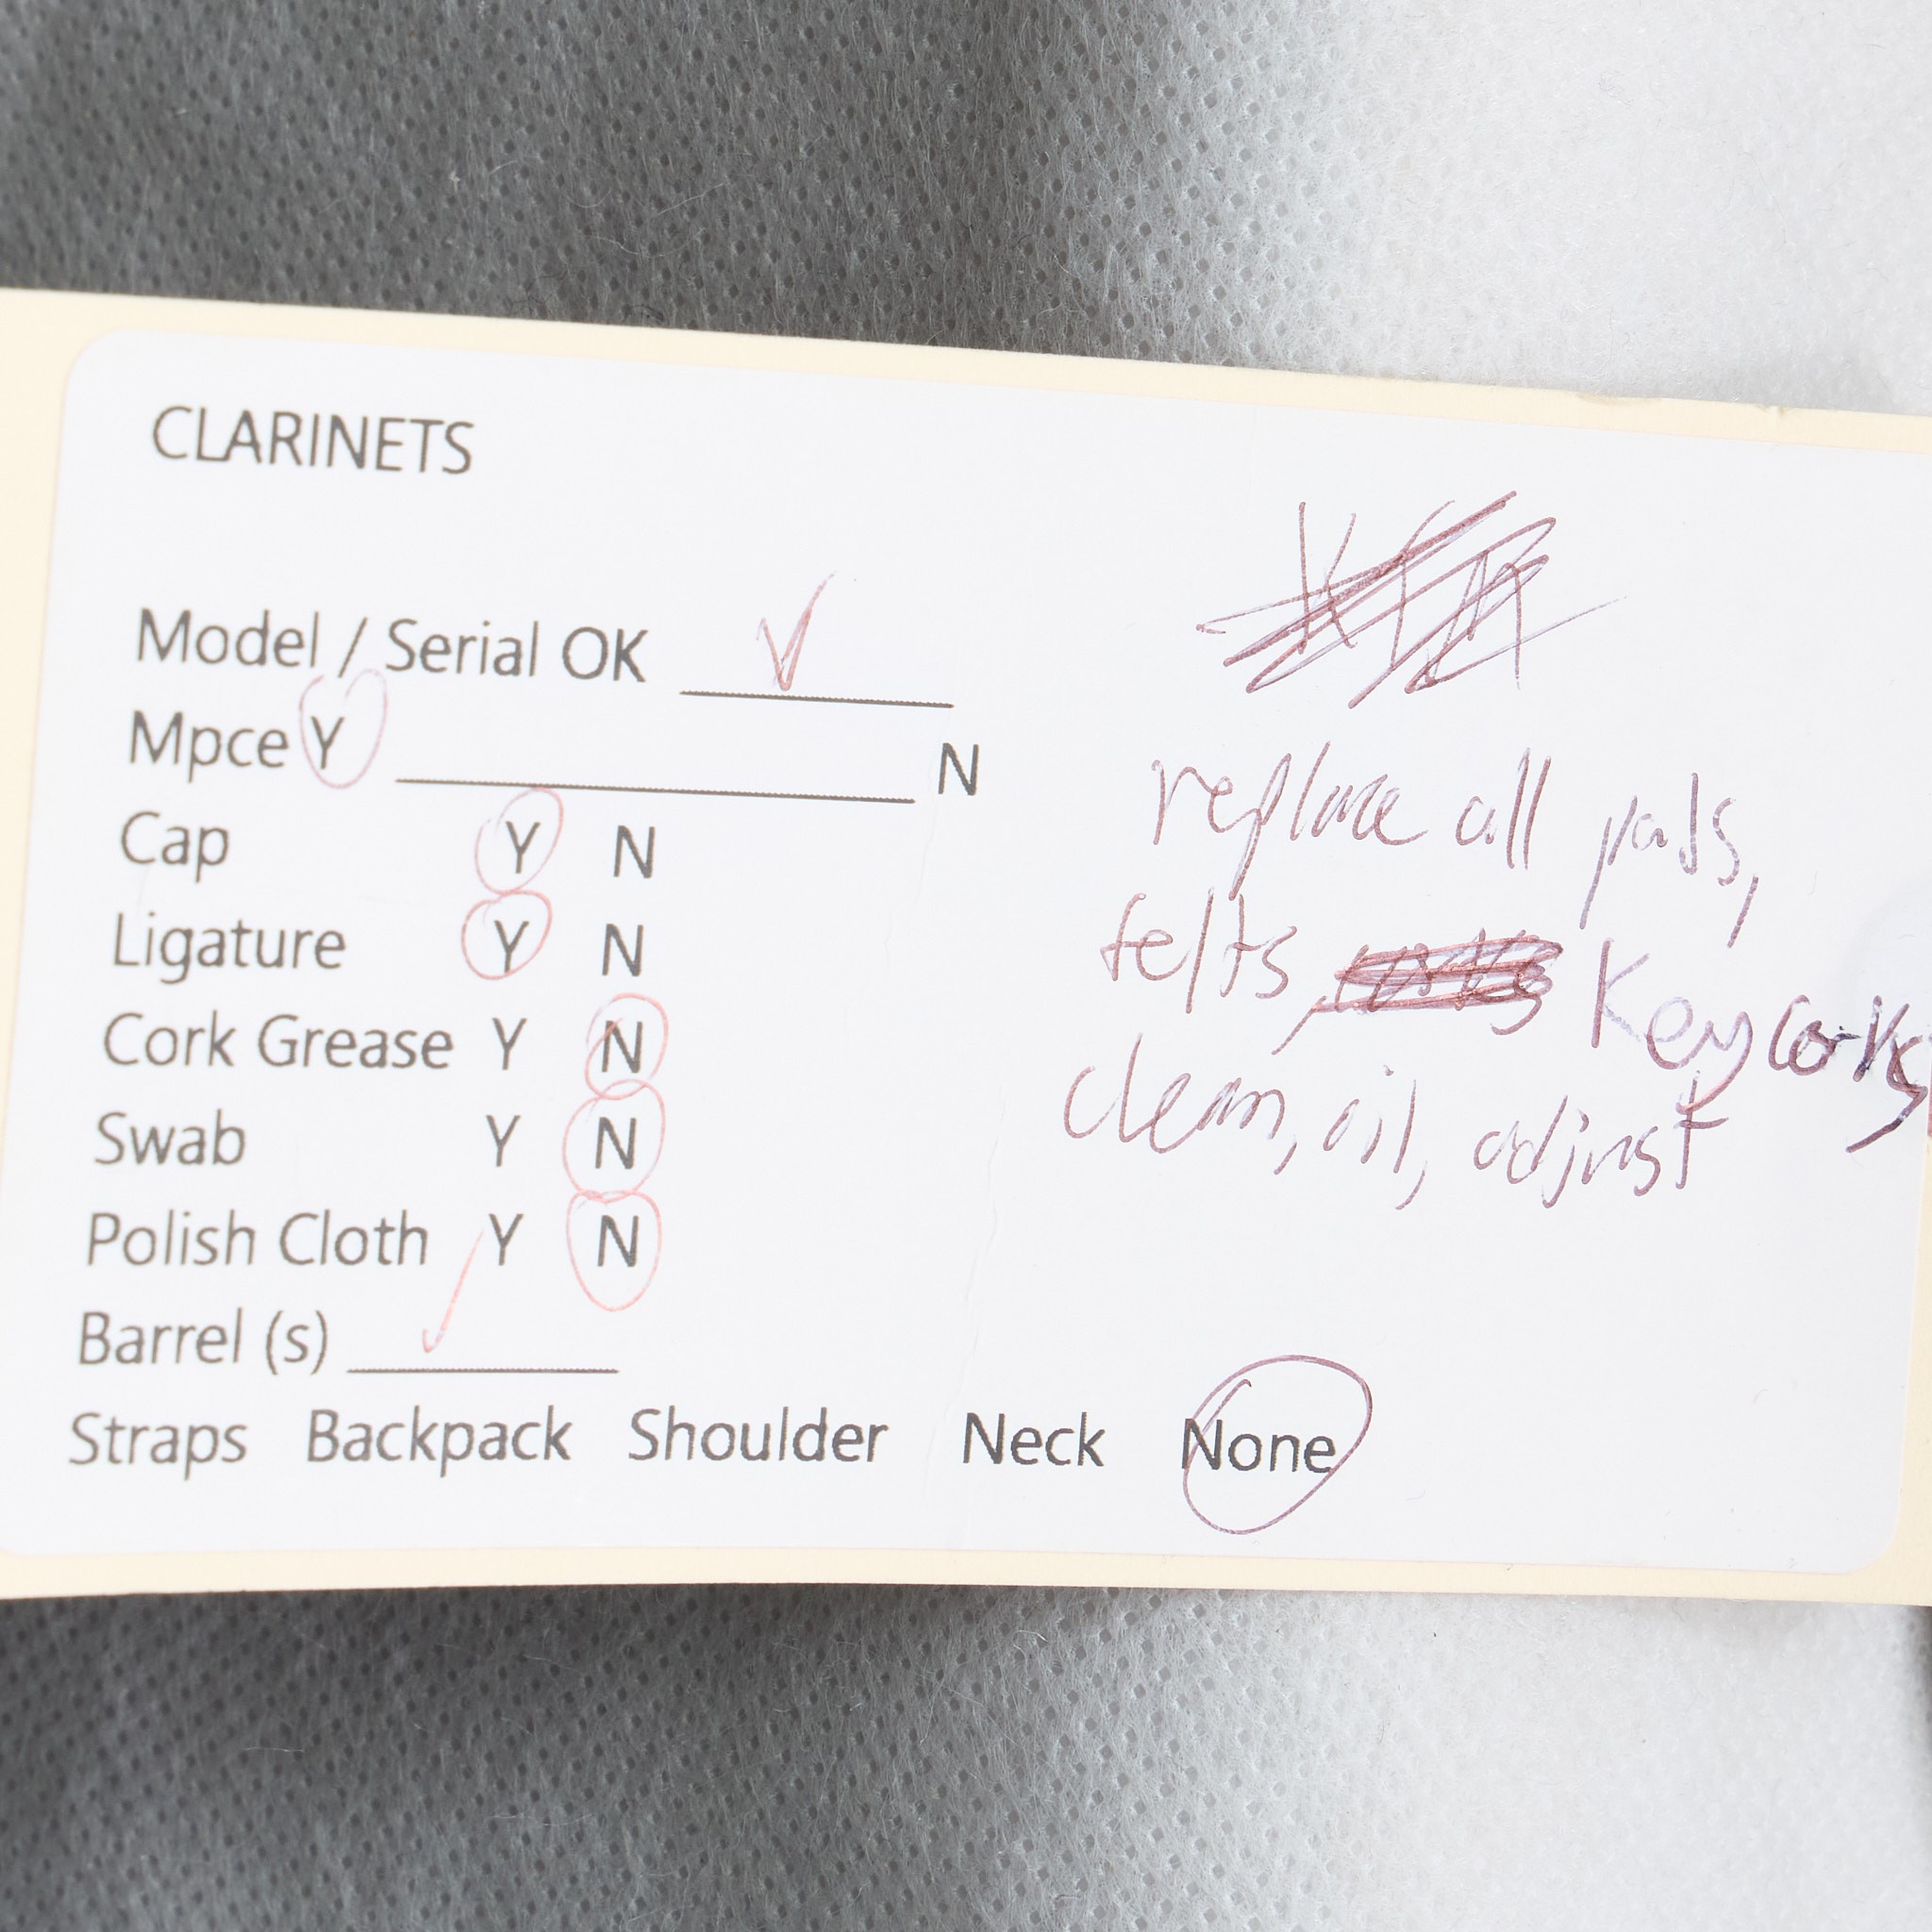 CLARINETS
Model / Serial OK ✓
Mpce Y N
Cap Y N
Ligature Y N
Cork Grease Y N
Swab Y N
Polish Cloth Y N
Barrel (s) ✓
Straps Backpack Shoulder Neck None
replace all pads,
felts, Key corks
clean, oil, adjust